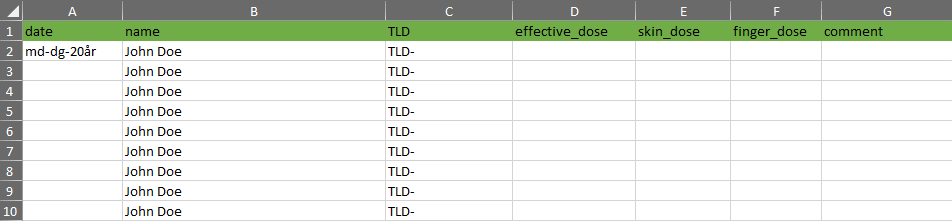 A B C D E F G
1 date name TLD effective_dose skin_dose finger_dose comment
2 md-dg-20år John Doe TLD-
3 John Doe TLD-
4 John Doe TLD-
5 John Doe TLD-
6 John Doe TLD-
7 John Doe TLD-
8 John Doe TLD-
9 John Doe TLD-
10 John Doe TLD-